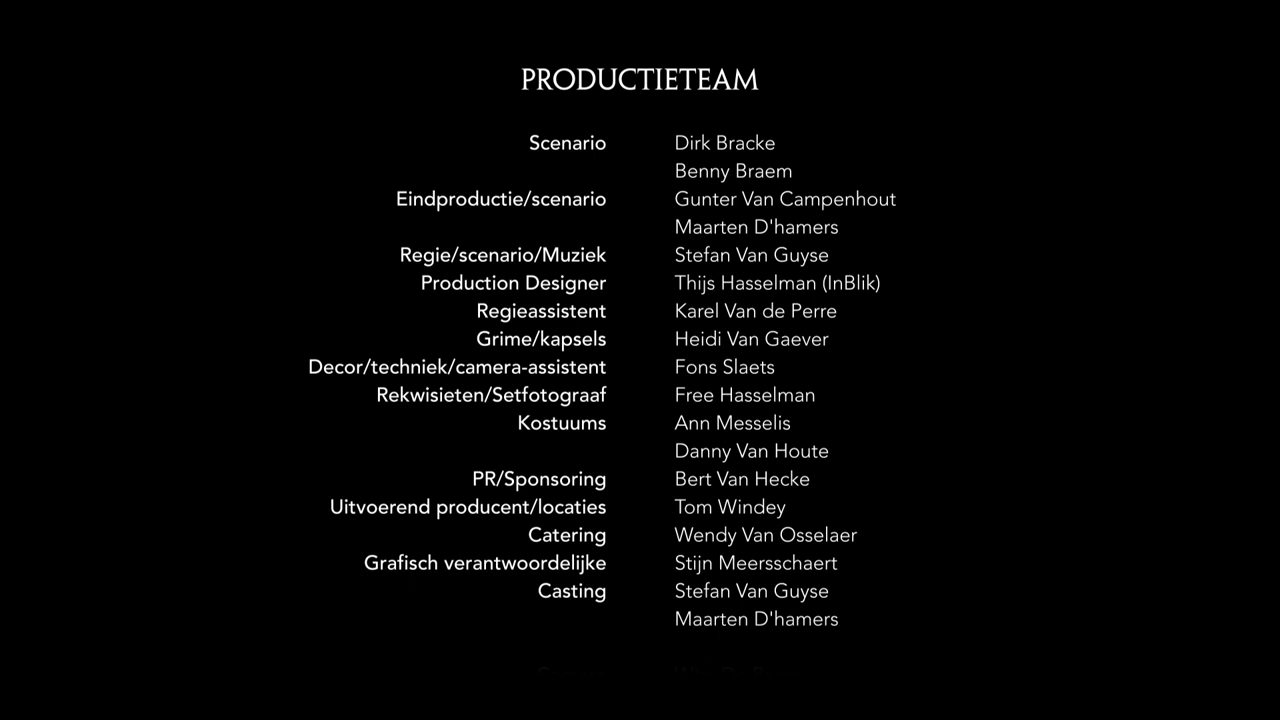 PRODUCTIETEAM
Scenario Dirk Bracke
Benny Braem
Eindproductie/scenario Gunter Van Campenhout
Maarten D'hamers
Regie/scenario/Muziek Stefan Van Guyse
Production Designer Thijs Hasselman (InBlik)
Regieassistent Karel Van de Perre
Grime/kapsels Heidi Van Gaever
Decor/techniek/camera-assistent Fons Slaets
Rekwisieten/Setfotograaf Free Hasselman
Kostuums Ann Messelis
Danny Van Houte
PR/Sponsoring Bert Van Hecke
Uitvoerend producent/locaties Tom Windey
Catering Wendy Van Osselaer
Grafisch verantwoordelijke Stijn Meersschaert
Casting Stefan Van Guyse
Maarten D'hamers